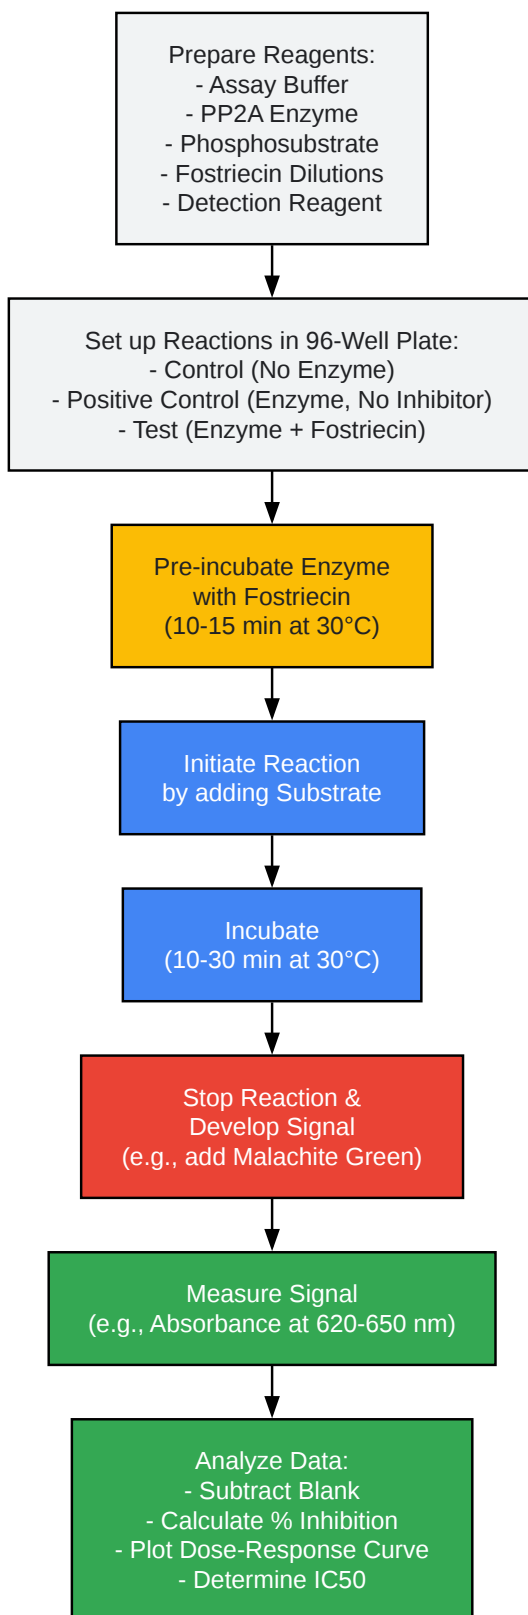 Prepare Reagents:
- Assay Buffer
- PP2A Enzyme
- Phosphosubstrate
- Fostriecin Dilutions
- Detection Reagent
Set up Reactions in 96-Well Plate:
- Control (No Enzyme)
- Positive Control (Enzyme, No Inhibitor)
- Test (Enzyme + Fostriecin)
Pre-incubate Enzyme
with Fostriecin
(10-15 min at 30°C)
Initiate Reaction
by adding Substrate
Incubate
(10-30 min at 30°C)
Stop Reaction &
Develop Signal
(e.g., add Malachite Green)
Measure Signal
(e.g., Absorbance at 620-650 nm)
Analyze Data:
- Subtract Blank
- Calculate % Inhibition
- Plot Dose-Response Curve
- Determine IC50